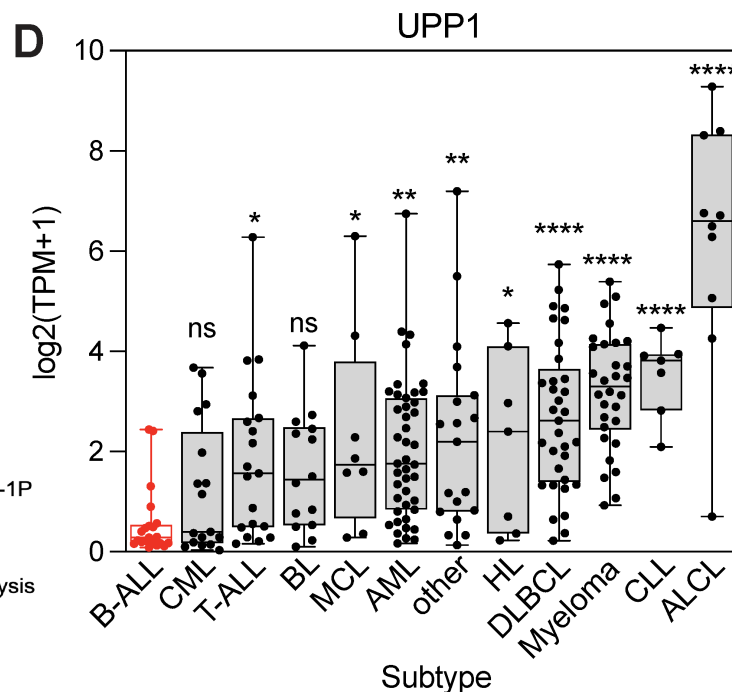 D
UPP1
log2(TPM+1)
10
8
6
4
2
0
ns
*
ns
*
**
**
*
****
****
****
****
B-ALL
CML
T-ALL
BL
MCL
AML
other
HL
DLBCL
Myeloma
CLL
ALCL
Subtype
-1P
ysis